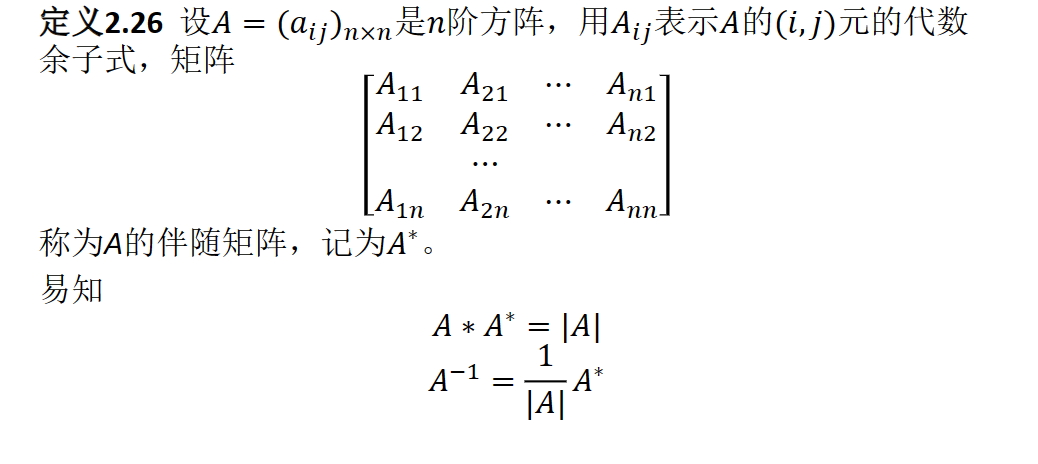 定义2.26 设A = (a_{ij})_{n×n}是n阶方阵，用A_{ij}表示A的(i, j)元的代数
余子式，矩阵
A_{11} A_{21} ⋯ A_{n1}
A_{12} A_{22} ⋯ A_{n2}
⋯
A_{1n} A_{2n} ⋯ A_{nn}
称为A的伴随矩阵，记为A^*。
易知
A ∗ A^* = |A|
A^{-1} = \frac{1}{|A|} A^*